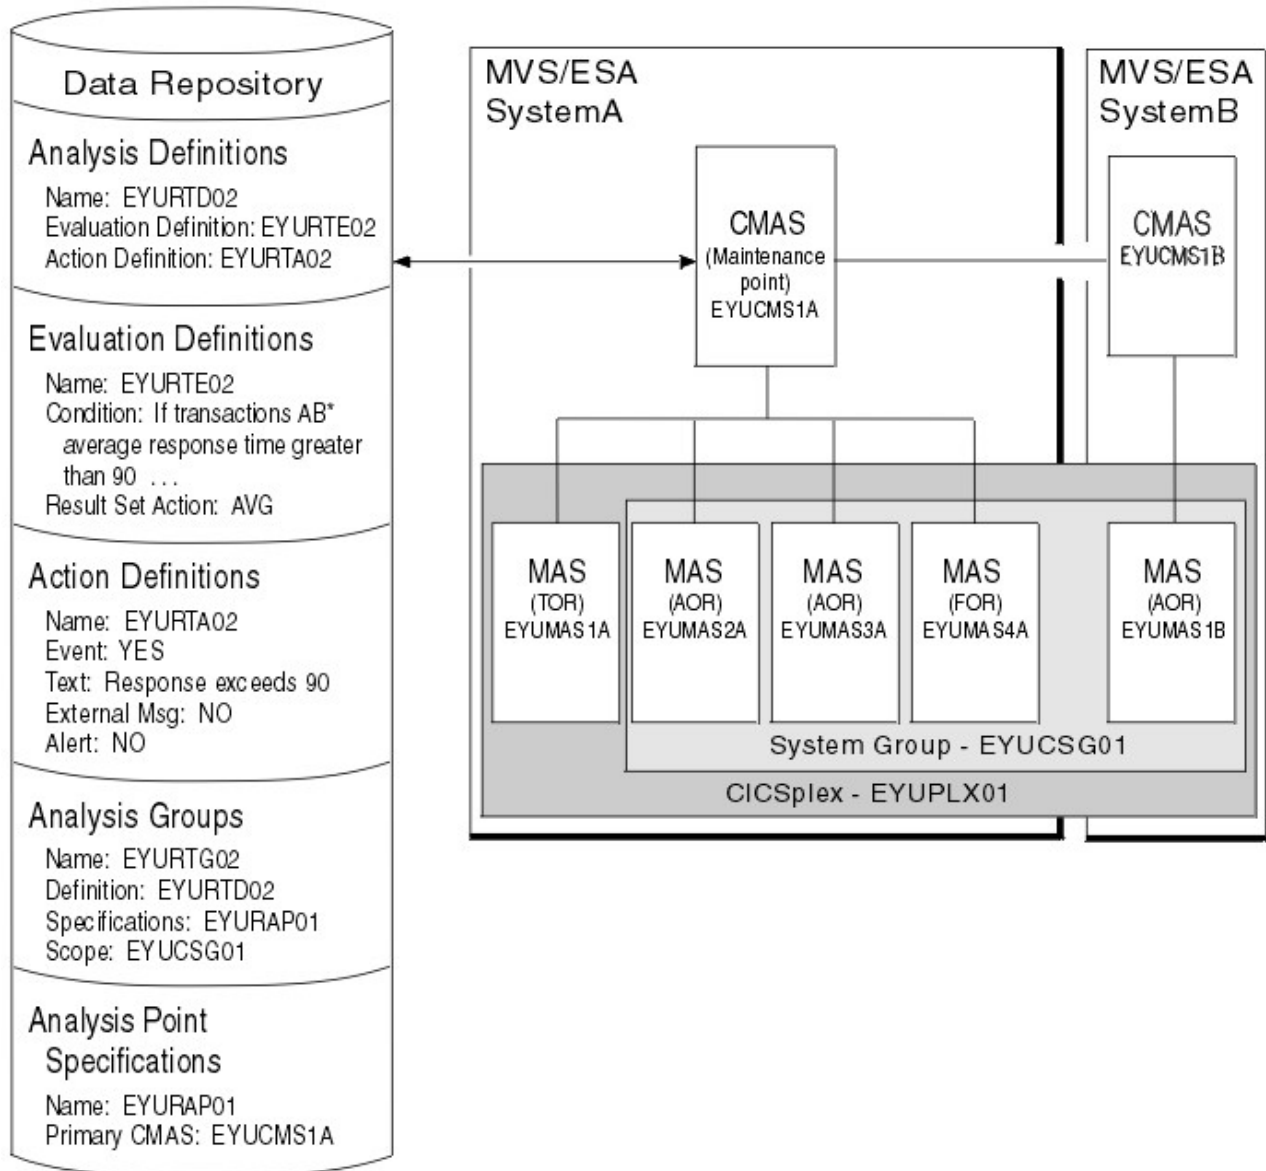 Data Repository
Analysis Definitions
Name: EYURTD02
Evaluation Definition: EYURTE02
Action Definition: EYURTA02
Evaluation Definitions
Name: EYURTE02
Condition: If transactions AB*
average response time greater
than 90 ...
Result Set Action: AVG
Action Definitions
Name: EYURTA02
Event: YES
Text: Response exceeds 90
External Msg: NO
Alert: NO
Analysis Groups
Name: EYURTG02
Definition: EYURTD02
Specifications: EYURAP01
Scope: EYUCSG01
Analysis Point
Specifications
Name: EYURAP01
Primary CMAS: EYUCMS1A
MVS/ESA
SystemA
CMAS
(Maintenance
point)
EYUCMS1A
MVS/ESA
SystemB
CMAS
EYUCMS1B
MAS
(TOR)
EYUMAS1A
MAS
(AOR)
EYUMAS2A
MAS
(AOR)
EYUMAS3A
MAS
(FOR)
EYUMAS4A
MAS
(AOR)
EYUMAS1B
System Group - EYUCSG01
CICSplex - EYUPLX01